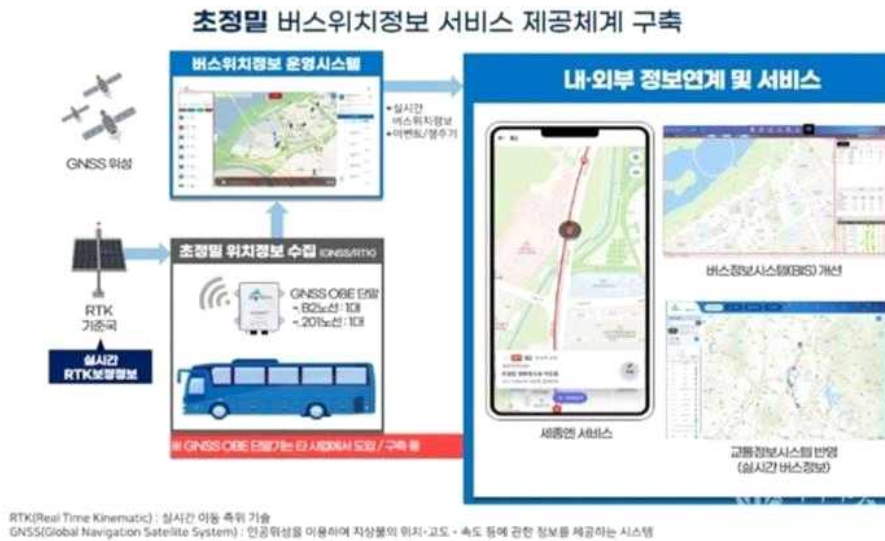 초정밀 버스위치정보 서비스 제공체계 구축
버스위치정보 운영시스템
내·외부 정보연계 및 서비스
•실시간
버스위치정보
•이벤트/정주기
GNSS 위성
초정밀 위치정보 수집 (GNSS/RTK)
GNSS OBE 단말
-. B2노선 : 1대
-. 201노선 : 1대
RTK
기준국
실시간
RTK보정정보
※ GNSS OBE 단말기는 타 사업에서 도입 / 구축 중
B2
버스정보시스템(BIS) 개선
세종엔 서비스
교통정보시스템 반영
(실시간 버스정보)
RTK(Real Time Kinematic) : 실시간 이동 측위 기술
GNSS(Global Navigation Satellite System) : 인공위성을 이용하여 지상물의 위치·고도·속도 등에 관한 정보를 제공하는 시스템